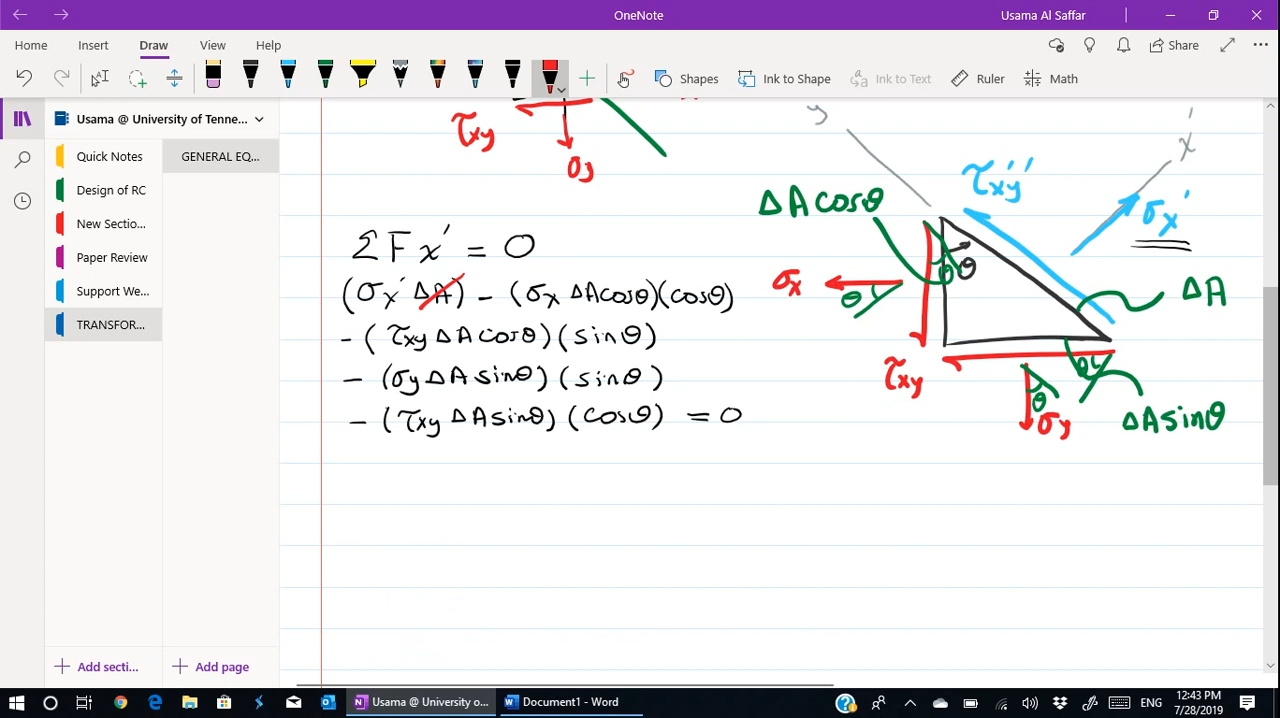 OneNote
Usama Al Saffar
Home
Insert
Draw
View
Help
Share
Shapes
Ink to Shape
Ink to Text
Ruler
Math
Usama @ University of Tenne...
Quick Notes
Design of RC
New Sectio...
Paper Review
Support We...
TRANSFOR...
GENERAL EQ...
Add secti...
Add page
τxy
σy
y
x'
τx'y'
σx'
ΔA cosθ
θ
θ
σx
θ
ΔA
τxy
θ
θ
σy
ΔA sinθ
ΣFx' = 0
(σx' ΔA) - (σx ΔA cosθ)(cosθ)
- (τxy ΔA cosθ)(sinθ)
- (σy ΔA sinθ)(sinθ)
- (τxy ΔA sinθ)(cosθ) = 0
Usama @ University o...
Document1 - Word
ENG
12:43 PM
7/28/2019